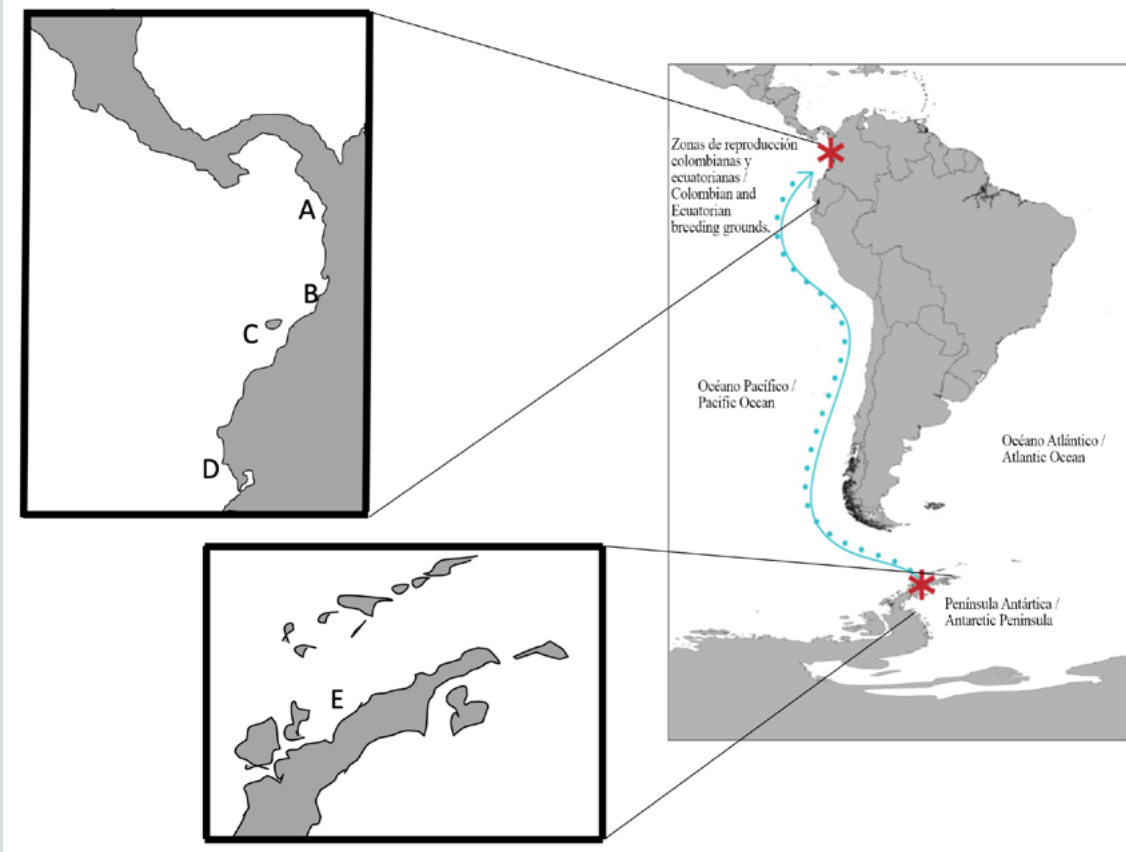 A
B
C
D
E
Zonas de reproducción
colombianas y
ecuatorianas /
Colombian and
Ecuatorian
breeding grounds.
Océano Pacífico /
Pacific Ocean
Océano Atlántico /
Atlantic Ocean
Península Antártica /
Antarctic Peninsula